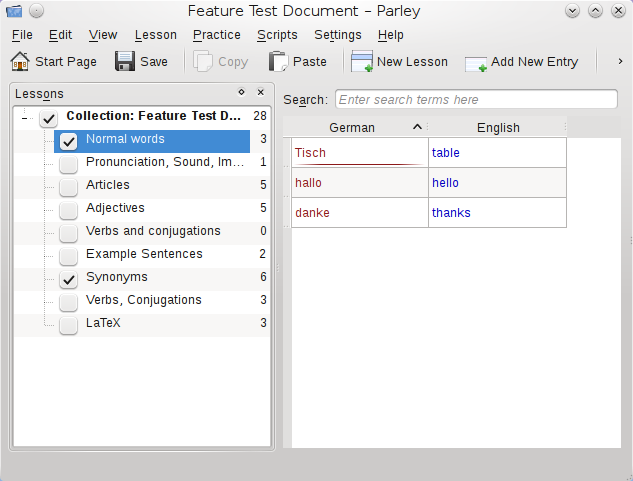 Feature Test Document – Parley
File Edit View Lesson Practice Scripts Settings Help
Start Page Save Copy Paste New Lesson Add New Entry
Lessons
Collection: Feature Test D... 28
Normal words 3
Pronunciation, Sound, Im... 1
Articles 5
Adjectives 5
Verbs and conjugations 0
Example Sentences 2
Synonyms 6
Verbs, Conjugations 3
LaTeX 3
Search: Enter search terms here
German English
Tisch table
hallo hello
danke thanks